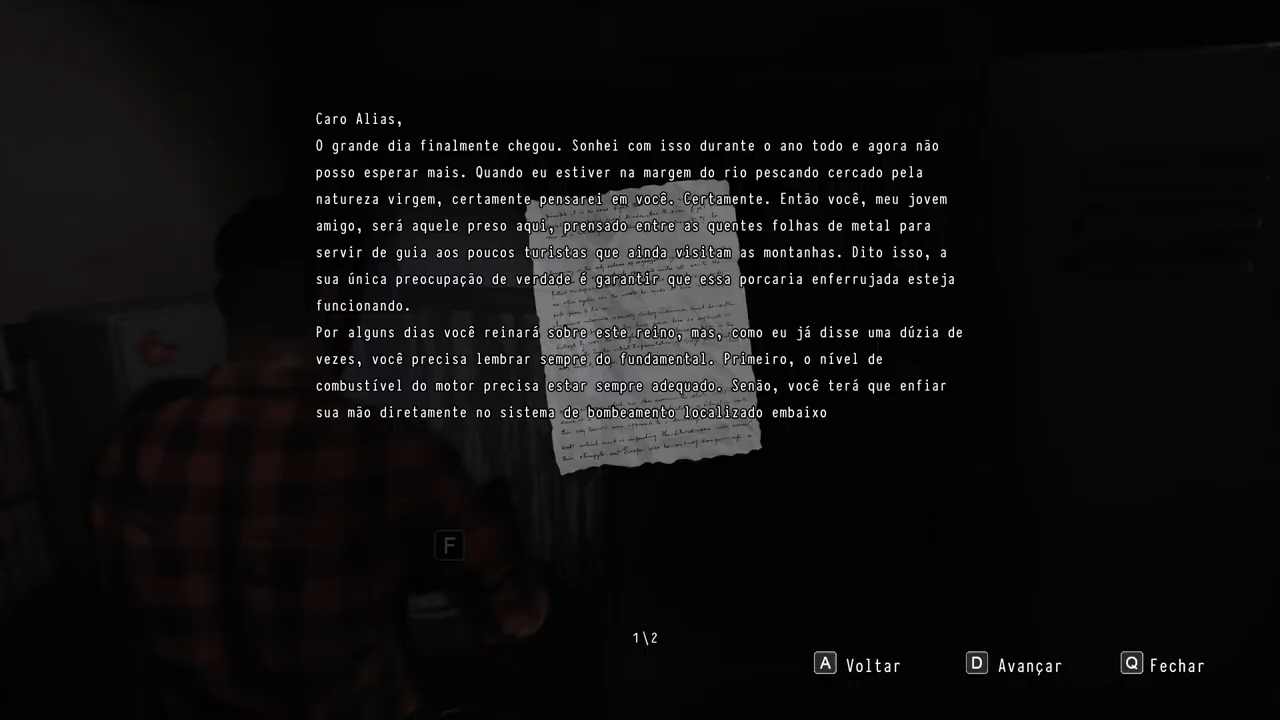 Caro Alias,
O grande dia finalmente chegou. Sonhei com isso durante o ano todo e agora não
posso esperar mais. Quando eu estiver na margem do rio pescando cercado pela
natureza virgem, certamente pensarei em você. Certamente. Então você, meu jovem
amigo, será aquele preso aqui, prensado entre as quentes folhas de metal para
servir de guia aos poucos turistas que ainda visitam as montanhas. Dito isso, a
sua única preocupação de verdade é garantir que essa porcaria enferrujada esteja
funcionando.
Por alguns dias você reinará sobre este reino, mas, como eu já disse uma dúzia de
vezes, você precisa lembrar sempre do fundamental. Primeiro, o nível de
combustível do motor precisa estar sempre adequado. Senão, você terá que enfiar
sua mão diretamente no sistema de bombeamento localizado embaixo
F
1\2
A Voltar
D Avançar
Q Fechar